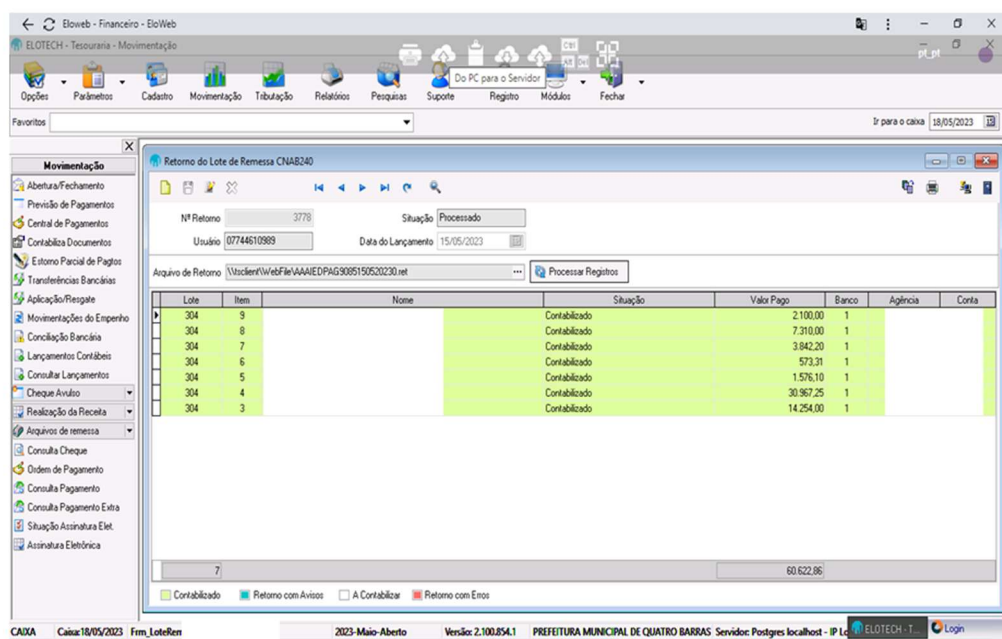 Eloweb - Financeiro - EloWeb
ELOTECH - Tesouraria - Movimentação
Ctrl
Alt Del
pt_pt
Do PC para o Servidor
Opções Parâmetros Cadastro Movimentação Tributação Relatórios Pesquisas Suporte Registro Módulos Fechar
Favoritos Ir para o caixa 18/05/2023 15
Movimentação
Abertura/Fechamento
Previsão de Pagamentos
Central de Pagamentos
Contabiliza Documentos
Estorno Parcial de Pagtos
Transferências Bancárias
Aplicação/Resgate
Movimentações do Empenho
Conciliação Bancária
Lançamentos Contábeis
Consultar Lançamentos
Cheque Avulso
Realização da Receita
Arquivos de remessa
Consulta Cheque
Ordem de Pagamento
Consulta Pagamento
Consulta Pagamento Extra
Situação Assinatura Elet.
Assinatura Eletrônica
Retorno do Lote de Remessa CNAB240
Nº Retorno 3778 Situação Processado
Usuário 07744610989 Data do Lançamento 15/05/2023
Arquivo de Retorno \\tsclient\WebFile\AAAIEDPAG9085150520230.ret ... Processar Registros
Lote Item Nome Situação Valor Pago Banco Agência Conta
304 9 Contabilizado 2.100,00 1
304 8 Contabilizado 7.310,00 1
304 7 Contabilizado 3.842,20 1
304 6 Contabilizado 573,31 1
304 5 Contabilizado 1.576,10 1
304 4 Contabilizado 30.967,25 1
304 3 Contabilizado 14.254,00 1
7 60.622,86
Contabilizado Retorno com Avisos A Contabilizar Retorno com Erros
CAIXA Caixa:18/05/2023 Frm_LoteRem 2023-Maio-Aberto Versão: 2.100.854.1 PREFEITURA MUNICIPAL DE QUATRO BARRAS Servidor: Postgres localhost - IP Lo
ELOTECH - T... Login